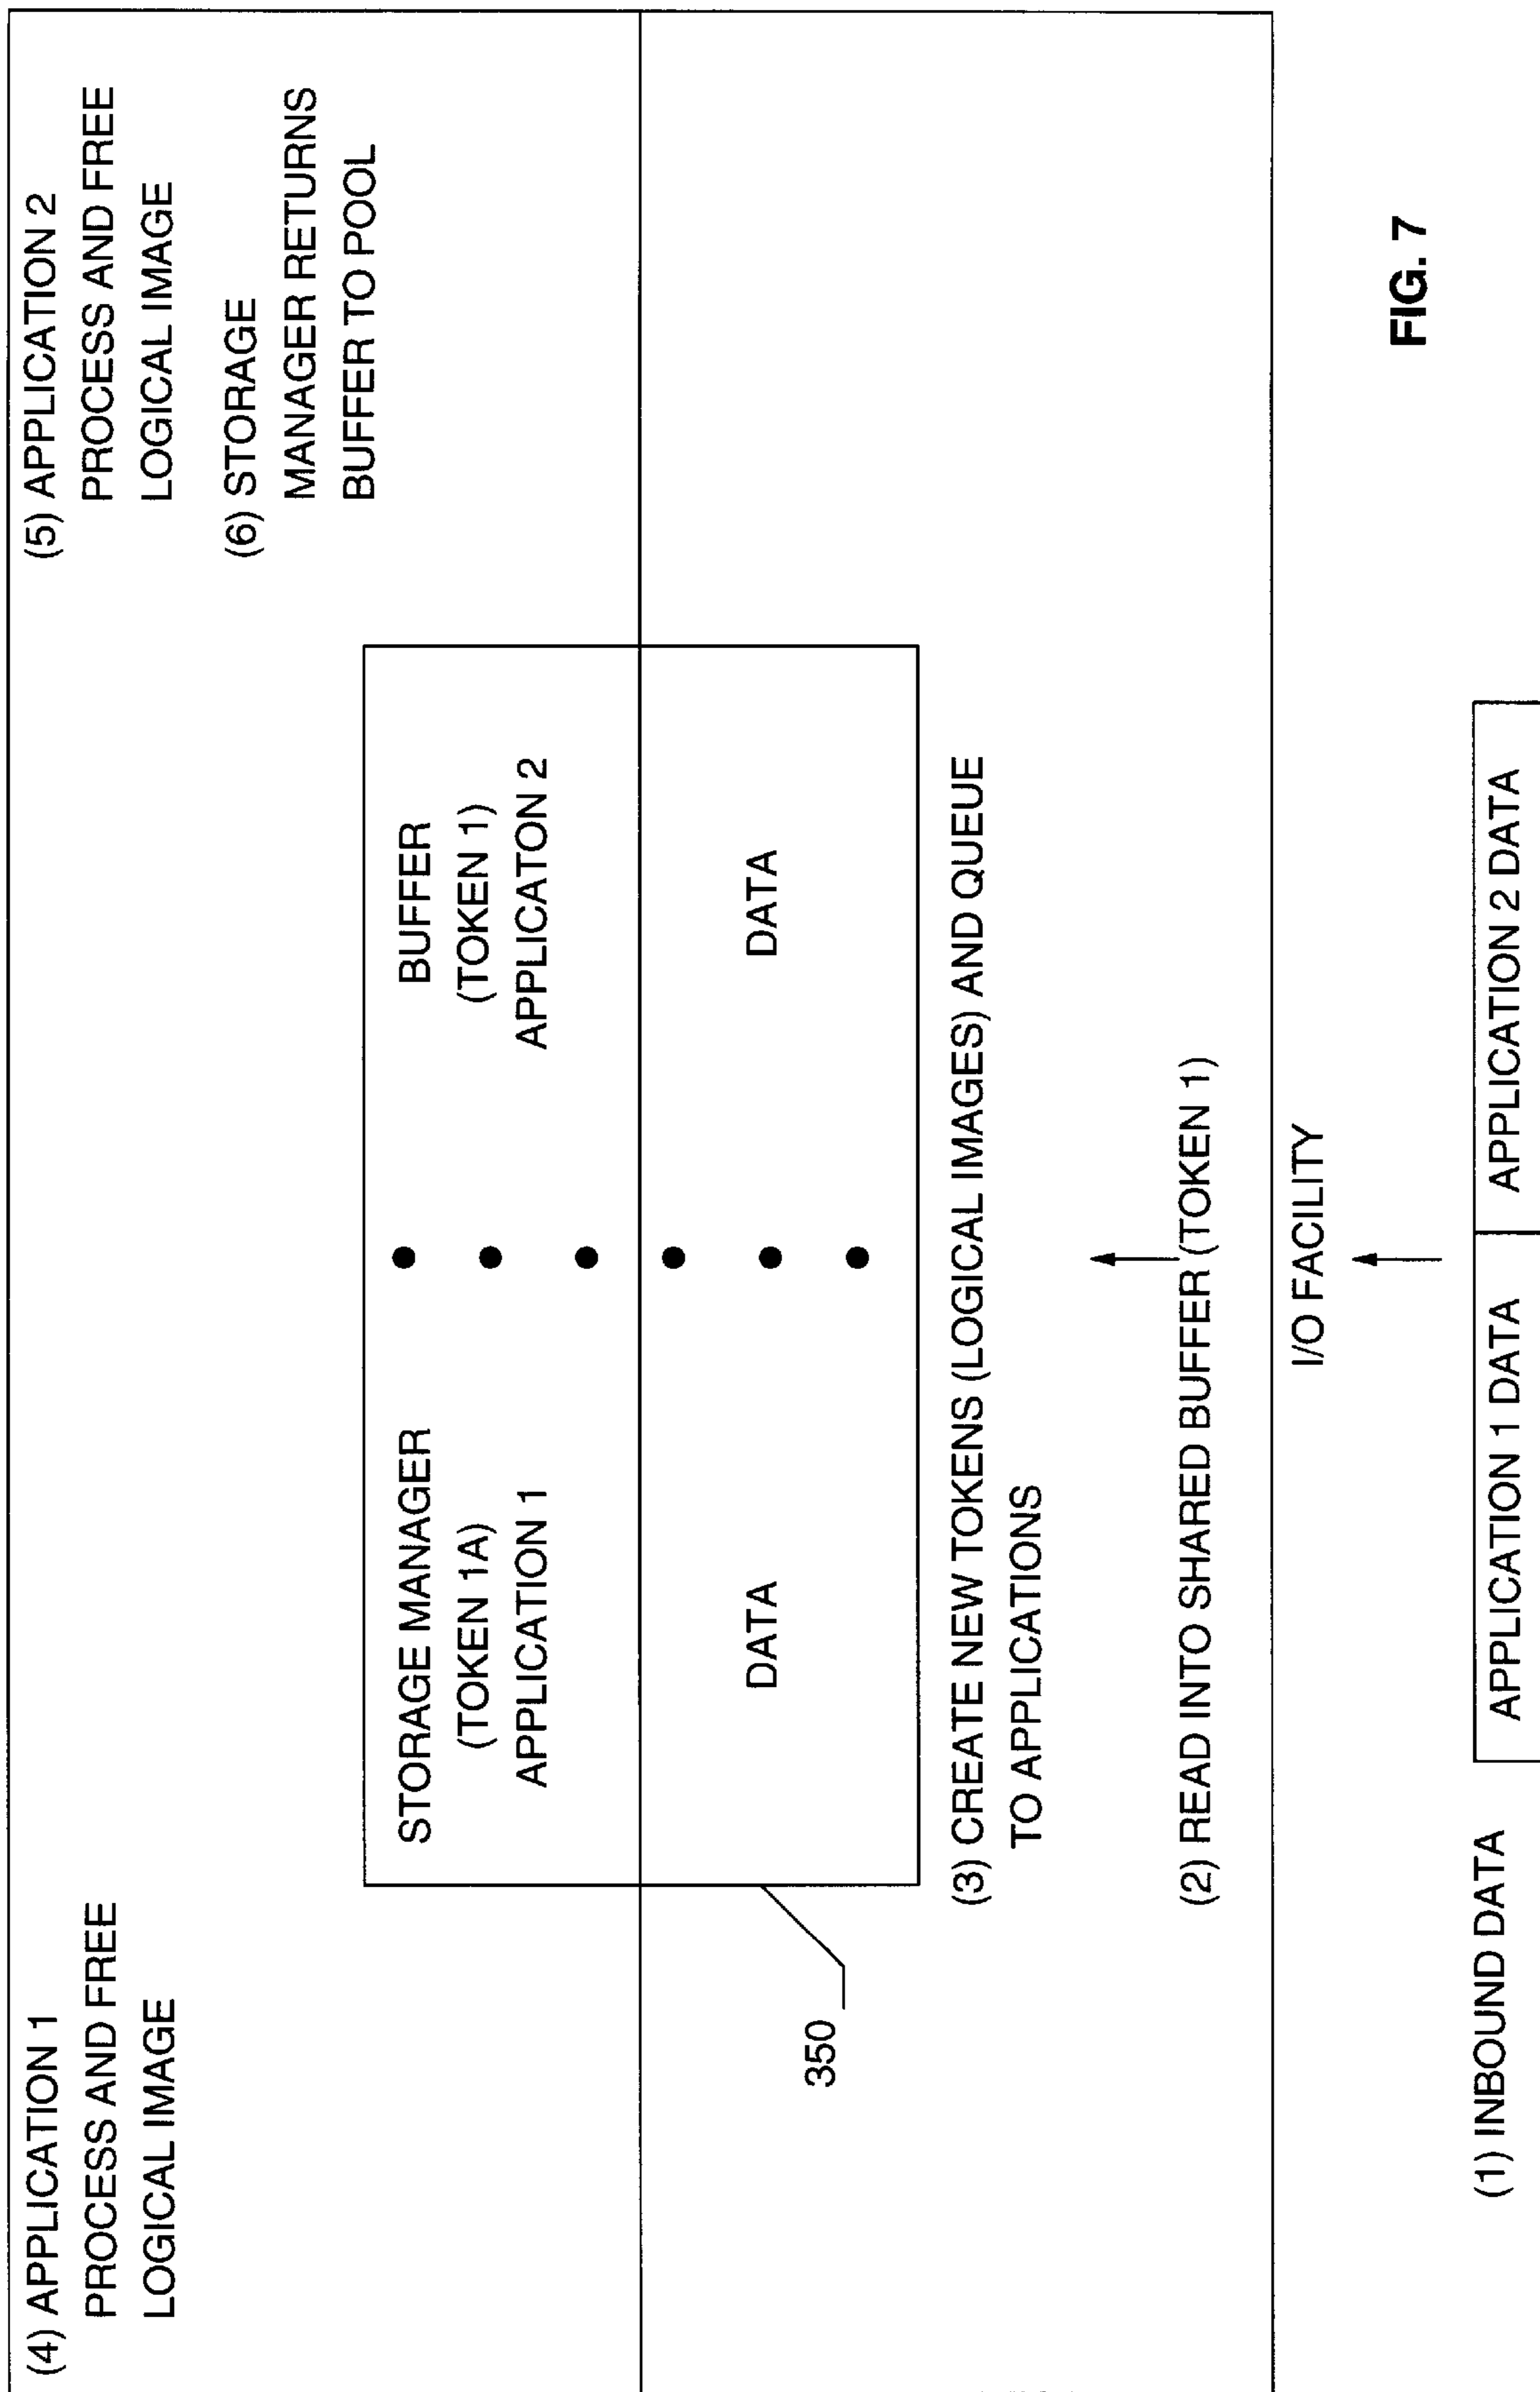 (4) APPLICATION 1
PROCESS AND FREE
LOGICAL IMAGE
(5) APPLICATION 2
PROCESS AND FREE
LOGICAL IMAGE
(6) STORAGE
MANAGER RETURNS
BUFFER TO POOL
STORAGE MANAGER
(TOKEN 1A)
APPLICATION 1
BUFFER
(TOKEN 1)
APPLICATON 2
DATA
DATA
350
(3) CREATE NEW TOKENS (LOGICAL IMAGES) AND QUEUE
TO APPLICATIONS
(2) READ INTO SHARED BUFFER (TOKEN 1)
I/O FACILITY
(1) INBOUND DATA
APPLICATION 1 DATA
APPLICATION 2 DATA
FIG. 7